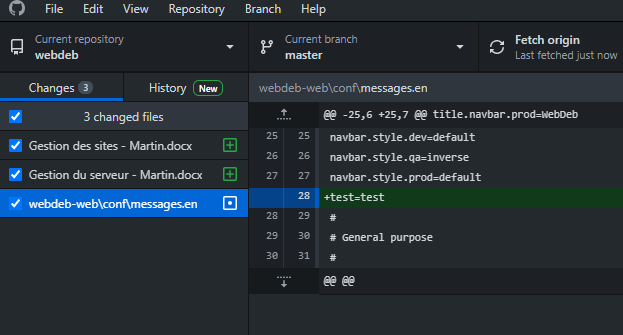 File Edit View Repository Branch Help
Current repository
webdeb
Current branch
master
Fetch origin
Last fetched just now
Changes 3
History New
3 changed files
Gestion des sites - Martin.docx
Gestion du serveur - Martin.docx
webdeb-web\conf\messages.en
webdeb-web\conf\messages.en
@@ -25,6 +25,7 @@ title.navbar.prod=WebDeb
25 25 navbar.style.dev=default
26 26 navbar.style.qa=inverse
27 27 navbar.style.prod=default
28 +test=test
28 29 #
29 30 # General purpose
30 31 #
@@ @@